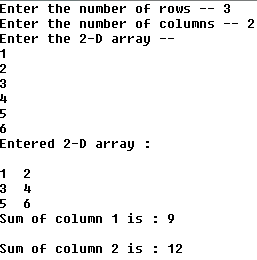 Enter the number of rows -- 3
Enter the number of columns -- 2
Enter the 2-D array --
1
2
3
4
5
6
Entered 2-D array :
1  2
3  4
5  6
Sum of column 1 is : 9
Sum of column 2 is : 12